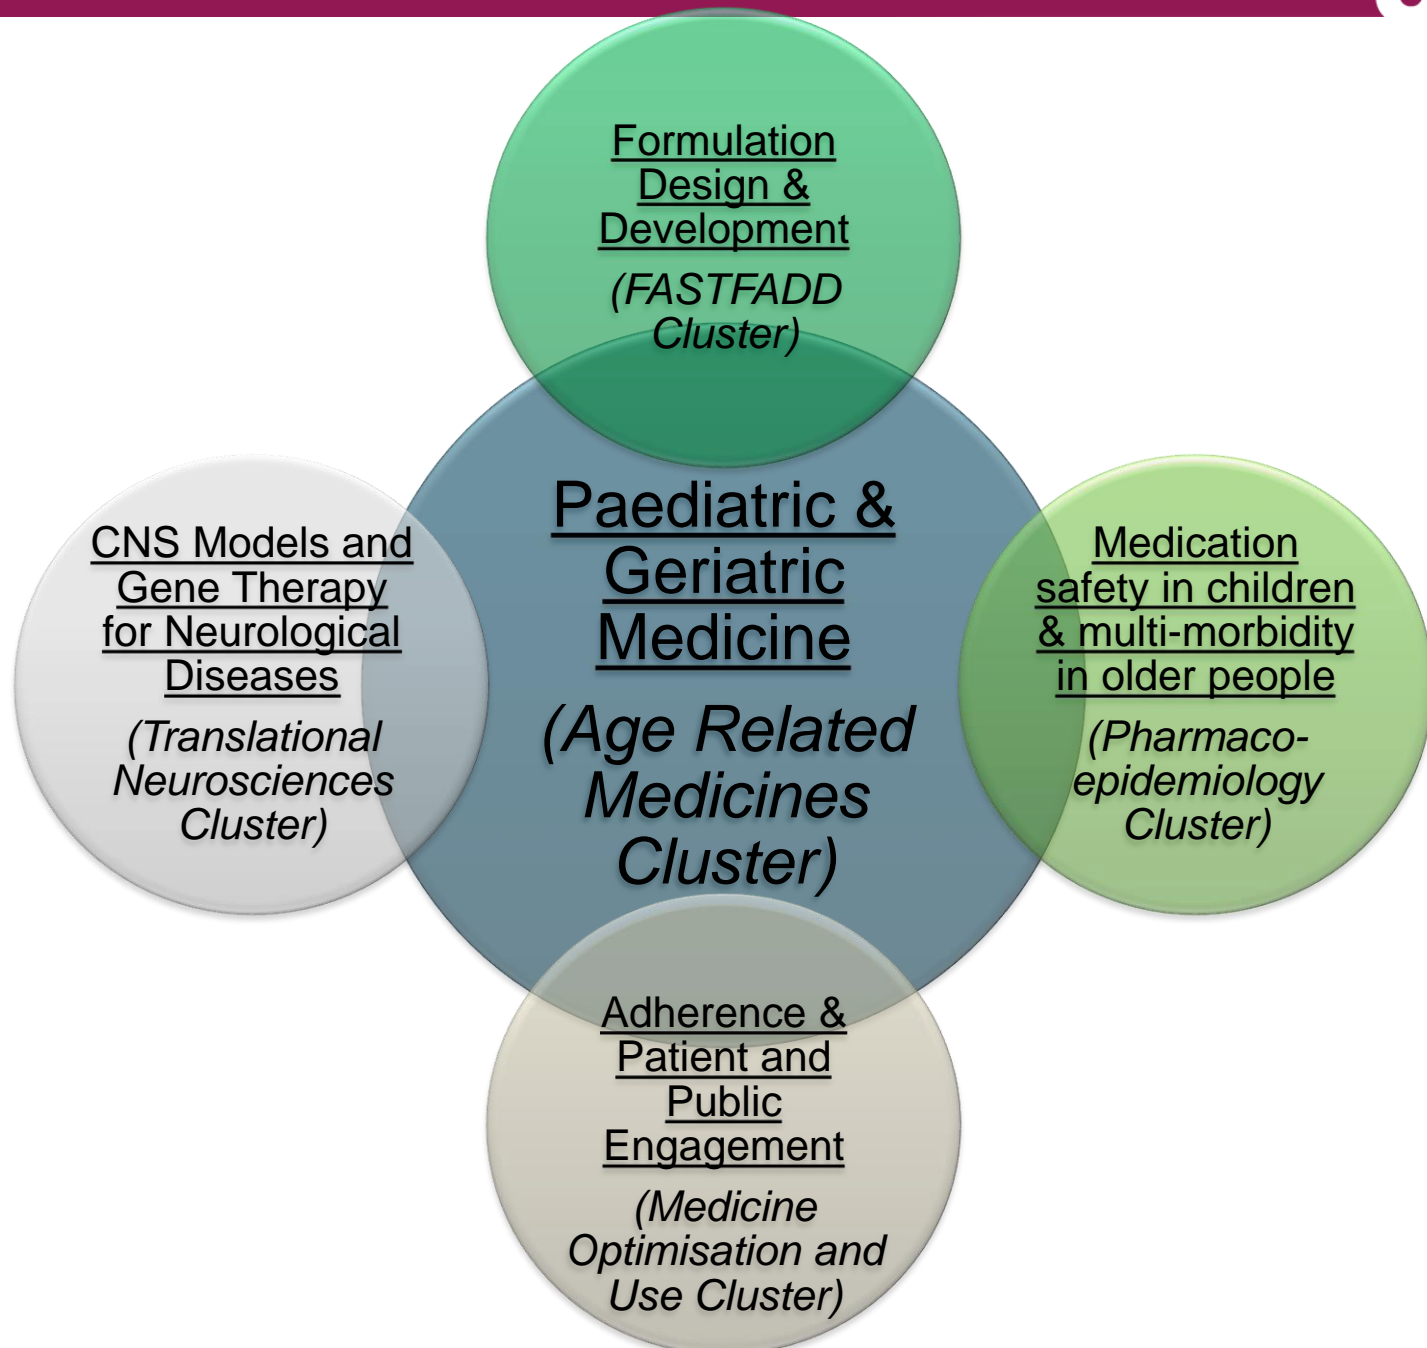 Formulation
Design &
Development
(FASTFADD
Cluster)
Paediatric &
Geriatric
Medicine
(Age Related
Medicines
Cluster)
CNS Models and
Gene Therapy
for Neurological
Diseases
(Translational
Neurosciences
Cluster)
Medication
safety in children
& multi-morbidity
in older people
(Pharmaco-
epidemiology
Cluster)
Adherence &
Patient and
Public
Engagement
(Medicine
Optimisation and
Use Cluster)